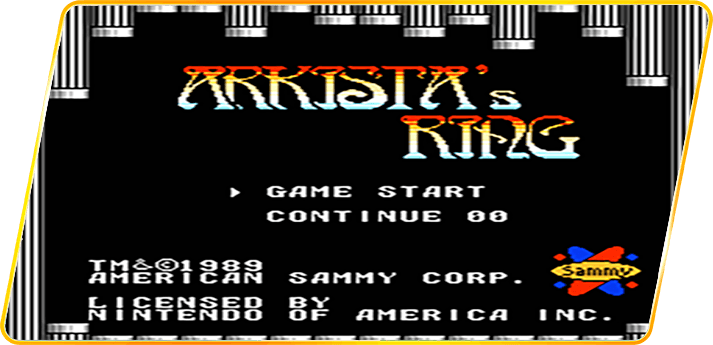 ARKISTA's
RING
GAME START
CONTINUE 00
TM&©1989
AMERICAN SAMMY CORP.
Sammy
LICENSED BY
NINTENDO OF AMERICA INC.